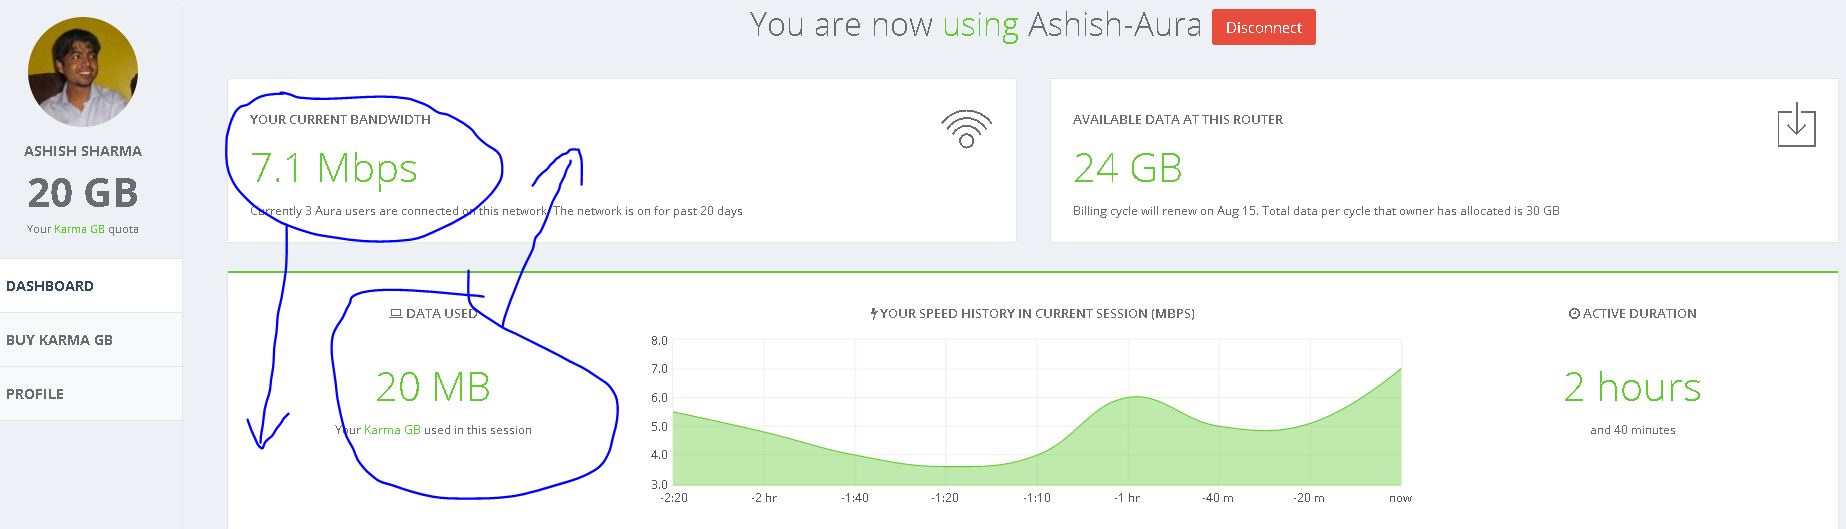 You are now using Ashish-Aura Disconnect
ASHISH SHARMA
20 GB
Your Karma GB quota
DASHBOARD
BUY KARMA GB
PROFILE
YOUR CURRENT BANDWIDTH
7.1 Mbps
Currently 3 Aura users are connected on this network. The network is on for past 20 days
AVAILABLE DATA AT THIS ROUTER
24 GB
Billing cycle will renew on Aug 15. Total data per cycle that owner has allocated is 30 GB
DATA USED
20 MB
Your Karma GB used in this session
YOUR SPEED HISTORY IN CURRENT SESSION (MBPS)
8.0
7.0
6.0
5.0
4.0
3.0
-2:20 -2 hr -1:40 -1:20 -1:10 -1 hr -40 m -20 m now
ACTIVE DURATION
2 hours
and 40 minutes